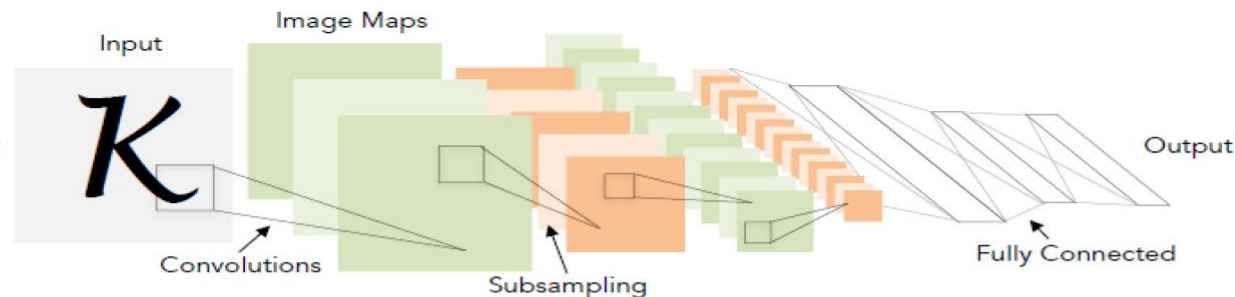 Image Maps
Input
K
Output
Convolutions
Subsampling
Fully Connected